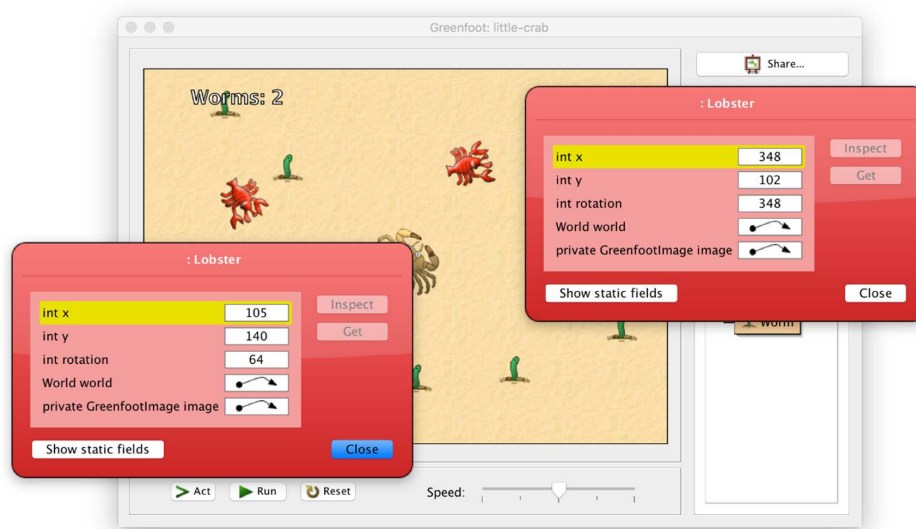 Greenfoot: little-crab
Share...
Worms: 2
: Lobster
int x 348
int y 102
int rotation 348
World world
private GreenfootImage image
Inspect
Get
Show static fields
Close
: Lobster
int x 105
int y 140
int rotation 64
World world
private GreenfootImage image
Inspect
Get
Show static fields
Close
Worm
Act
Run
Reset
Speed: